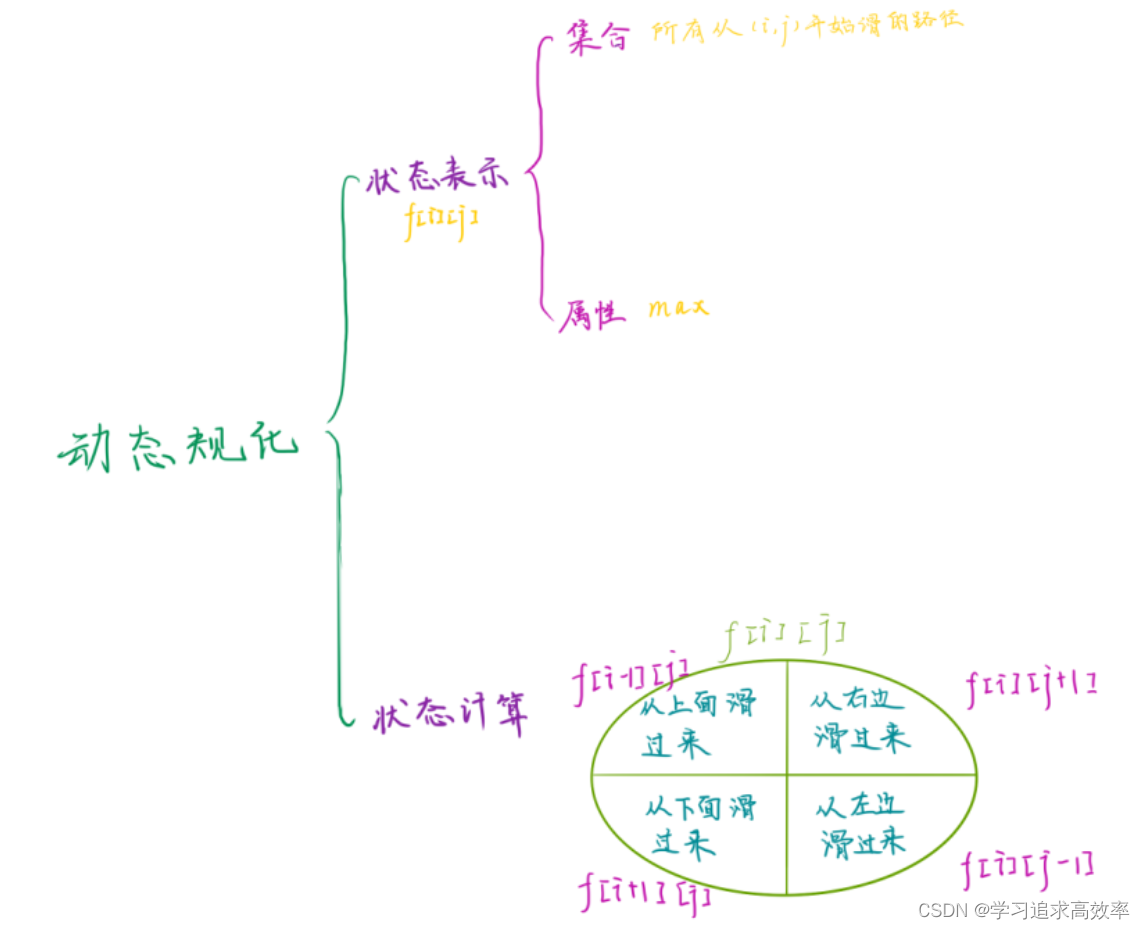 集合 所有从(i,j)开始滑的路径
状态表示
f[i][j]
属性 max
动态规化
f[i][j]
f[i-1][j]
f[i][j+1]
从上面滑
过来
从右边
滑过来
状态计算
从下面滑
过来
从左边
滑过来
f[i+1][j]
f[i][j-1]
CSDN @学习追求高效率